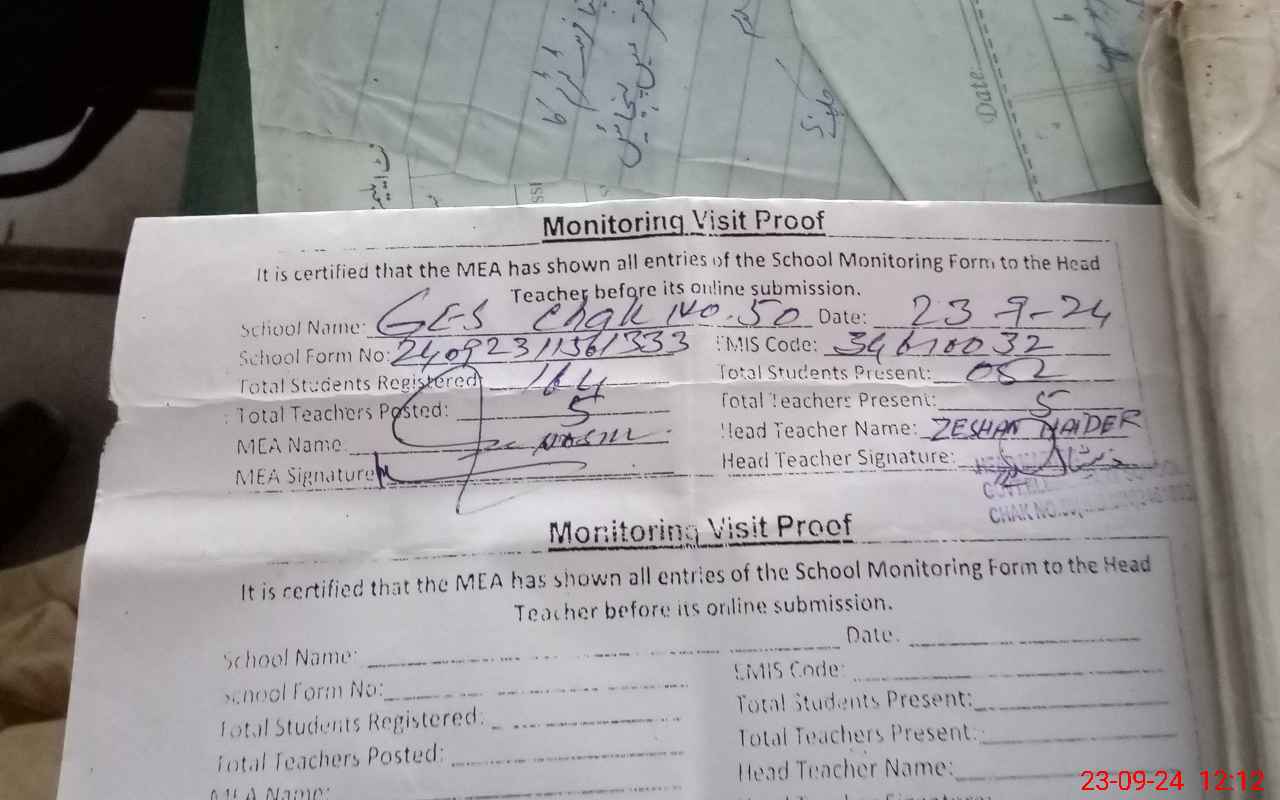 Date:
Monitoring Visit Proof
It is certified that the MEA has shown all entries of the School Monitoring Form to the Head
Teacher before its online submission.
School Name: GES Chak No. 50 Date: 23-9-24
School Form No: 24092311561333 EMIS Code: 34610032
Total Students Registered: 164 Total Students Present: 052
Total Teachers Posted: 5 Total Teachers Present: 5
MEA Name: Head Teacher Name: ZESHAN HAIDER
MEA Signature: Head Teacher Signature:
CHAK NO.50
Monitoring Visit Proof
It is certified that the MEA has shown all entries of the School Monitoring Form to the Head
Teacher before its online submission.
School Name: Date:
School Form No: EMIS Code:
Total Students Registered: Total Students Present:
Total Teachers Posted: Total Teachers Present:
MEA Name: Head Teacher Name:
23-09-24 12:12